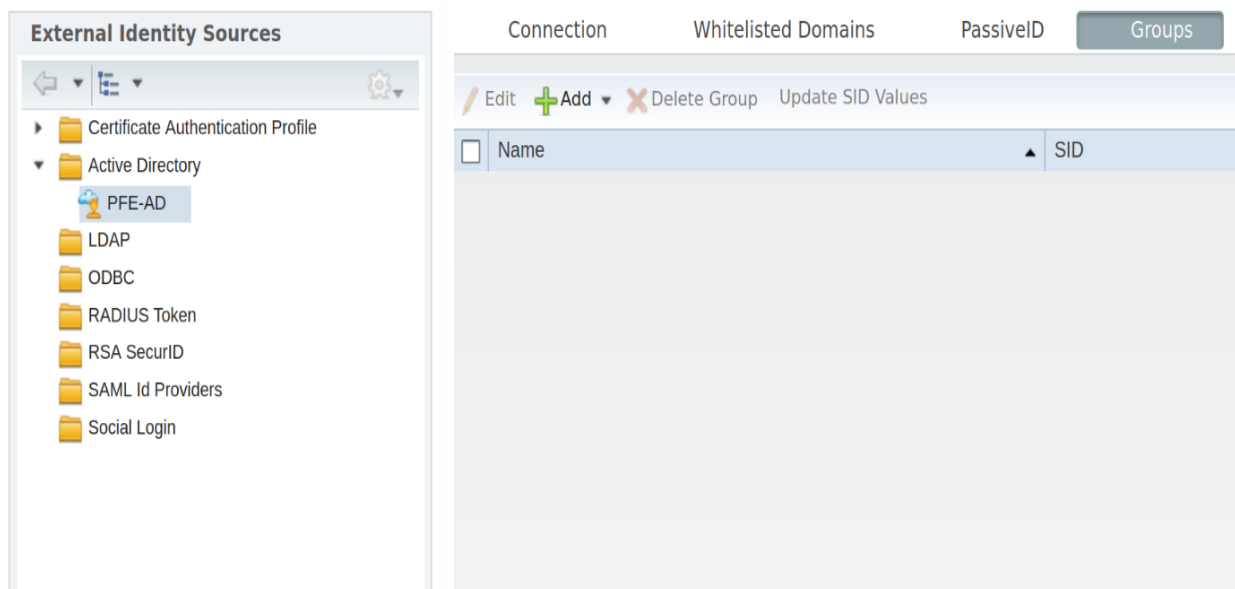 External Identity Sources
Certificate Authentication Profile
Active Directory
PFE-AD
LDAP
ODBC
RADIUS Token
RSA SecurID
SAML Id Providers
Social Login
Connection Whitelisted Domains PassiveID Groups
Edit Add Delete Group Update SID Values
Name SID